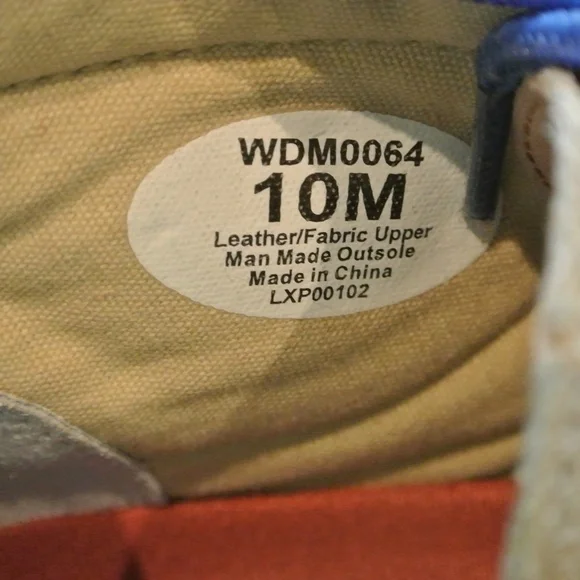 WDM0064
10M
Leather/Fabric Upper
Man Made Outsole
Made in China
LXP00102